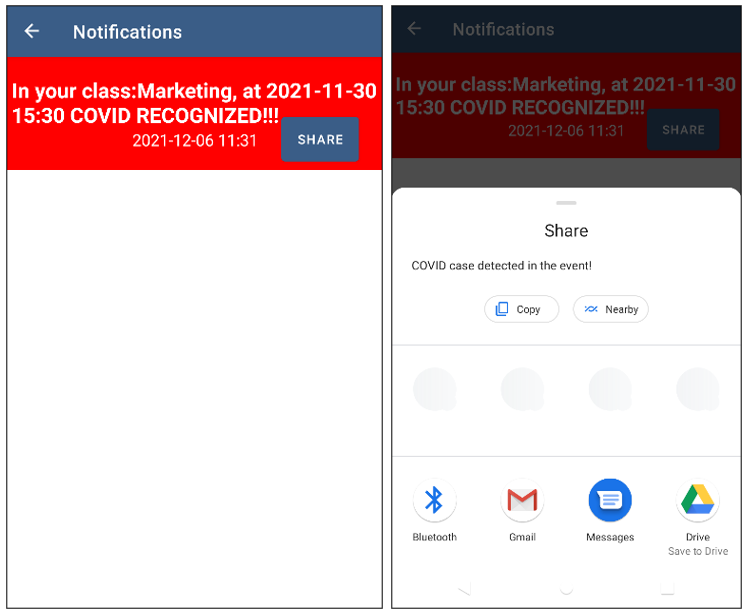 Notifications
In your class:Marketing, at 2021-11-30
15:30 COVID RECOGNIZED!!!
2021-12-06 11:31
SHARE
Notifications
In your class:Marketing, at 2021-11-30
15:30 COVID RECOGNIZED!!!
2021-12-06 11:31
SHARE
Share
COVID case detected in the event!
Copy
Nearby
Bluetooth
Gmail
Messages
Drive
Save to Drive